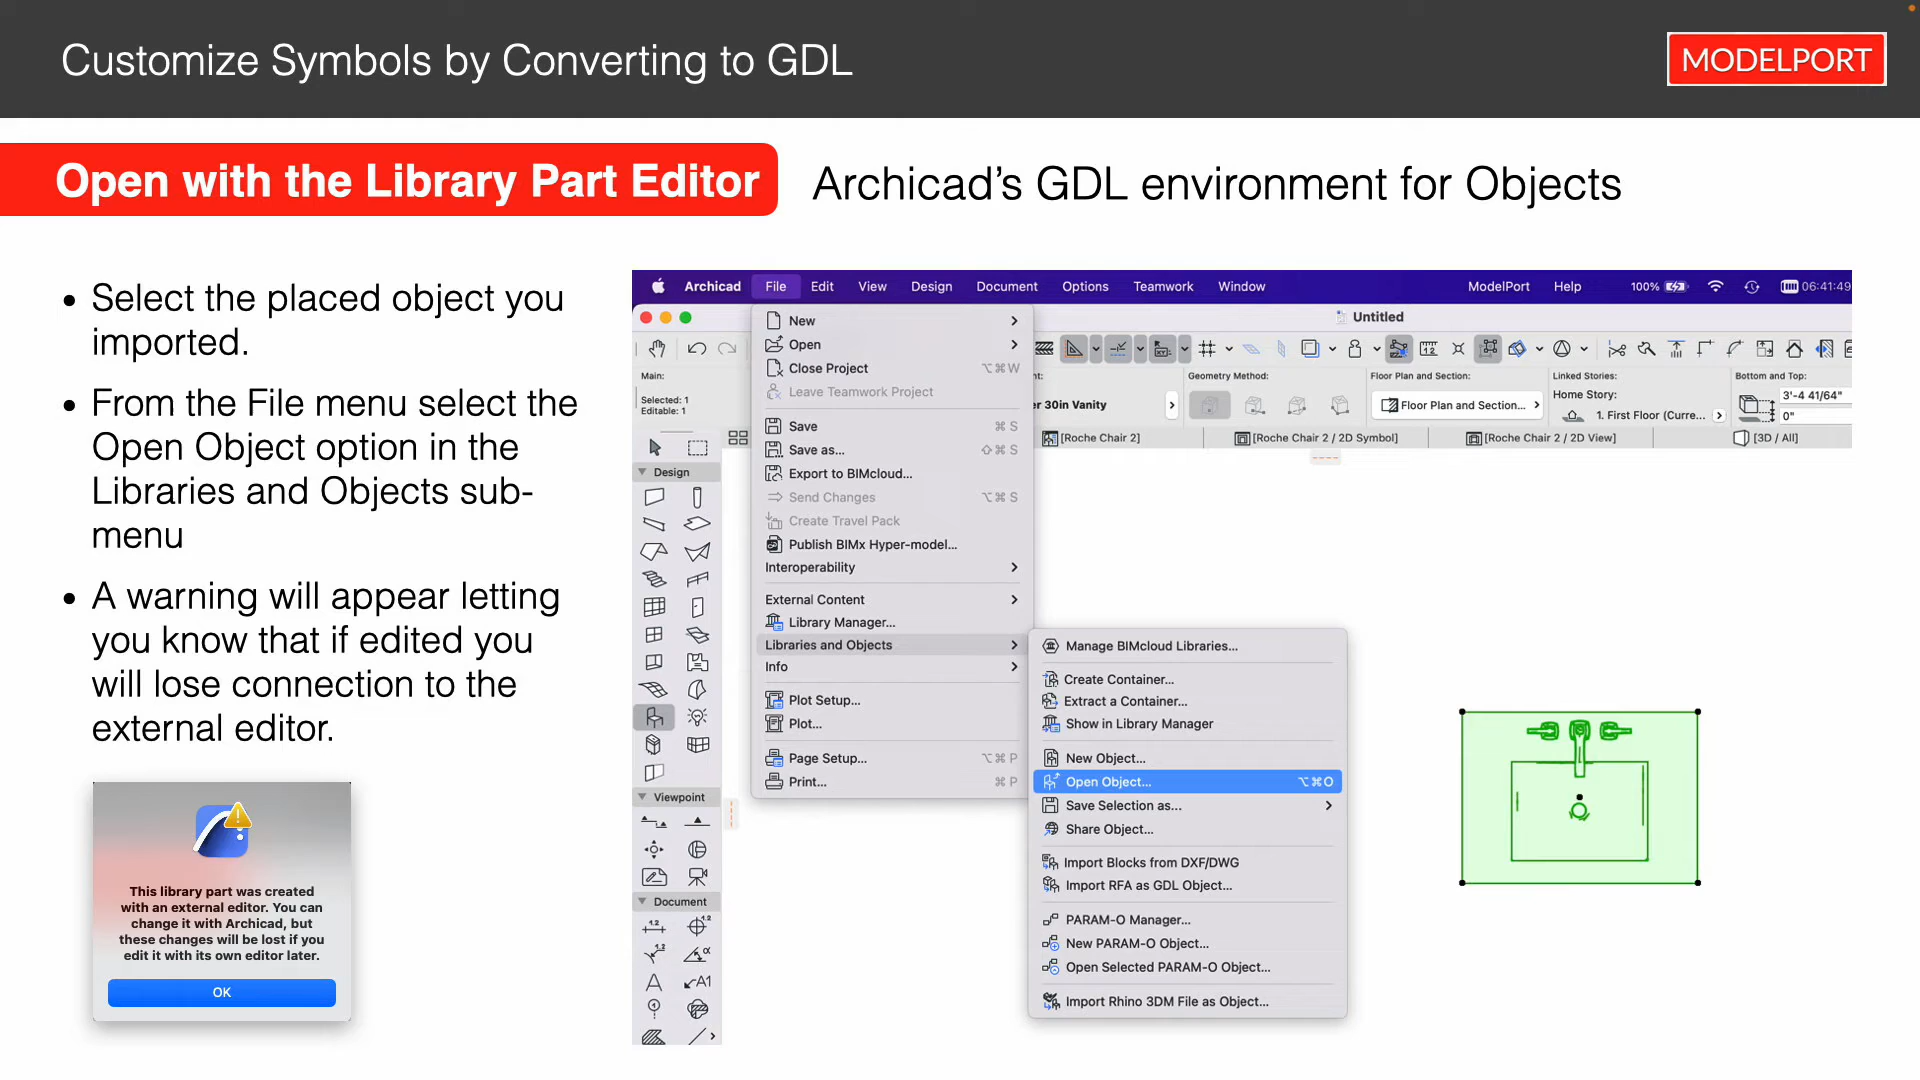 Customize Symbols by Converting to GDL
MODELPORT
Open with the Library Part Editor
Archicad’s GDL environment for Objects
• Select the placed object you
imported.
• From the File menu select the
Open Object option in the
Libraries and Objects sub-
menu
• A warning will appear letting
you know that if edited you
will lose connection to the
external editor.
This library part was created
with an external editor. You can
change it with Archicad, but
these changes will be lost if you
edit it with its own editor later.
OK
Archicad File Edit View Design Document Options Teamwork Window ModelPort Help 100% 06:41:49
Untitled
Main:
Selected: 1
Editable: 1
Geometry Method:
Floor Plan and Section:
Linked Stories:
Bottom and Top:
30in Vanity
Floor Plan and Section...
Home Story:
1. First Floor (Curre...
3'-4 41/64"
0"
[Roche Chair 2]
[Roche Chair 2 / 2D Symbol]
[Roche Chair 2 / 2D View]
[3D / All]
Design
Viewpoint
Document
New
Open
Close Project ⌥⌘W
Leave Teamwork Project
Save ⌘ S
Save as... ⇧⌘ S
Export to BIMcloud...
Send Changes ⌥⌘ S
Create Travel Pack
Publish BIMx Hyper-model...
Interoperability
External Content
Library Manager...
Libraries and Objects
Info
Plot Setup...
Plot...
Page Setup... ⌥⌘ P
Print... ⌘ P
Manage BIMcloud Libraries...
Create Container...
Extract a Container...
Show in Library Manager
New Object...
Open Object... ⌥⌘O
Save Selection as...
Share Object...
Import Blocks from DXF/DWG
Import RFA as GDL Object...
PARAM-O Manager...
New PARAM-O Object...
Open Selected PARAM-O Object...
Import Rhino 3DM File as Object...